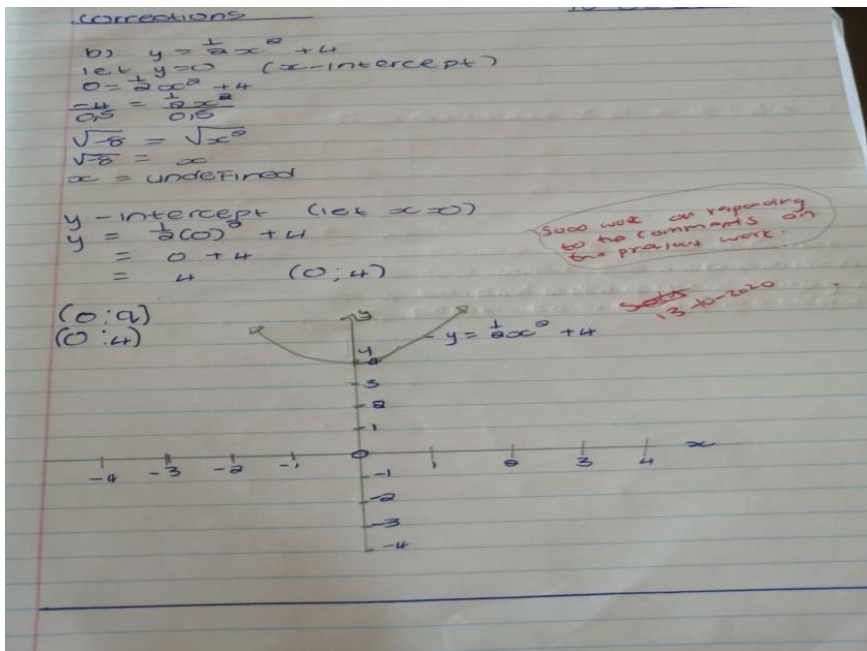 Corrections
b) y = ½x² + 4
let y=0 (x-intercept)
0 = ½x² + 4
-4/0,5 = ½x²/0,5
√-8 = √x²
√-8 = x
x = undefined
y-intercept (let x=0)
y = ½(0)² + 4
= 0 + 4
= 4 (0;4)
Good work on responding
to the comments on
the previous work.
13-10-2020
(0;q)
(0;4)
y
y = ½x² + 4
4
3
2
1
-4 -3 -2 -1 0 1 2 3 4 x
-1
-2
-3
-4